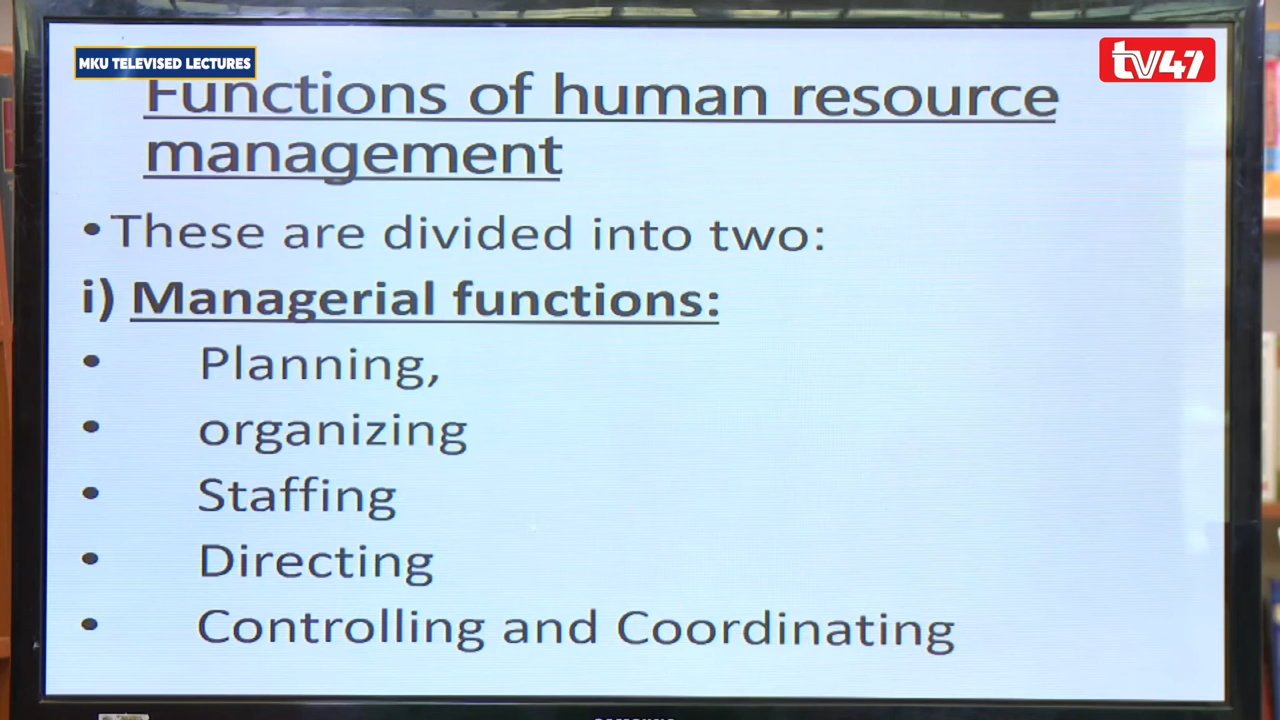 MKU TELEVISED LECTURES
tv47
Functions of human resource
management
• These are divided into two:
i) Managerial functions:
• Planning,
• organizing
• Staffing
• Directing
• Controlling and Coordinating